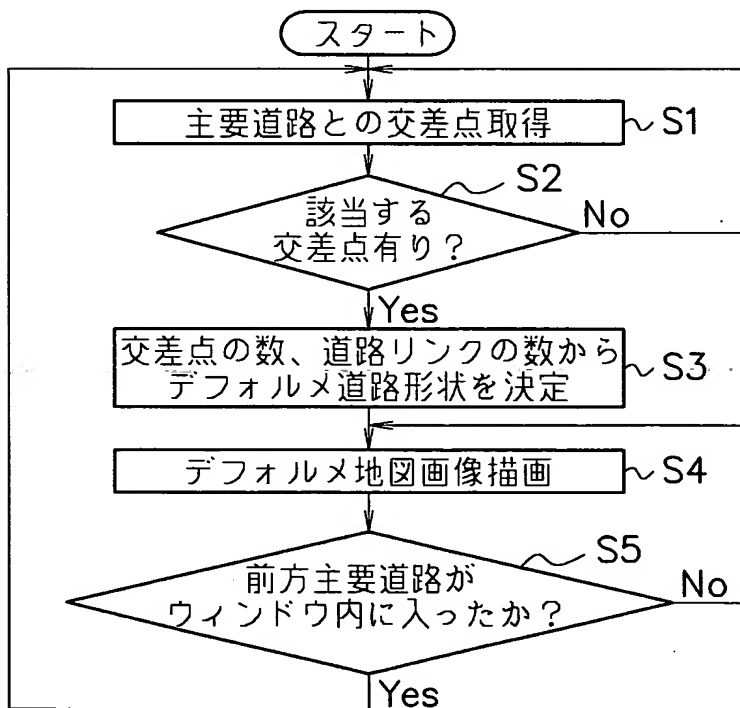 スタート
主要道路との交差点取得
S1
S2
該当する
交差点有り?
No
Yes
交差点の数、道路リンクの数から
デフォルメ道路形状を決定
S3
デフォルメ地図画像描画
S4
S5
前方主要道路が
ウィンドウ内に入ったか?
No
Yes